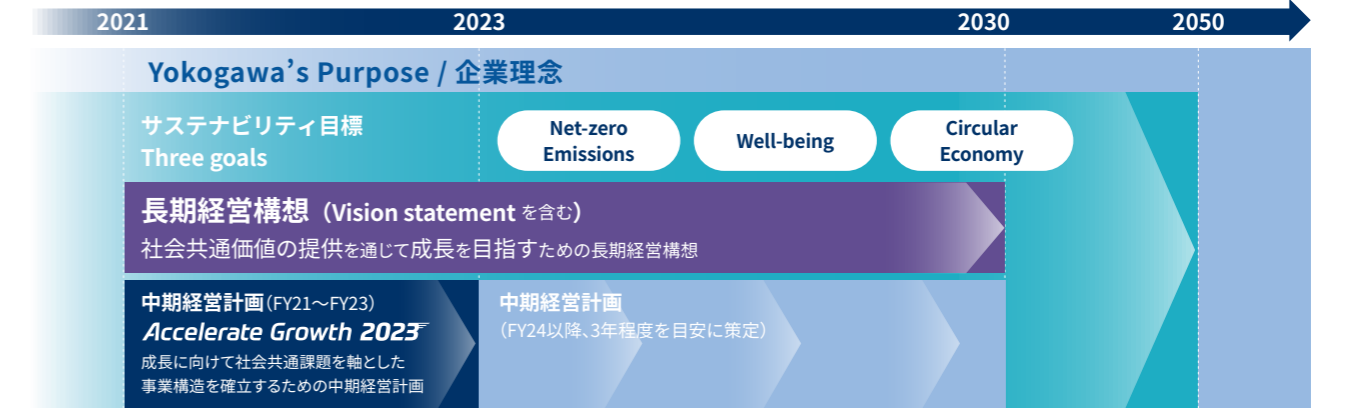 2021 2023 2030 2050
Yokogawa’s Purpose / 企業理念
サステナビリティ目標
Three goals
Net-zero
Emissions
Well-being
Circular
Economy
長期経営構想（Vision statement を含む）
社会共通価値の提供を通じて成長を目指すための長期経営構想
中期経営計画（FY21～FY23）
Accelerate Growth 2023
成長に向けて社会共通課題を軸とした
事業構造を確立するための中期経営計画
中期経営計画
（FY24以降、3年程度を目安に策定）